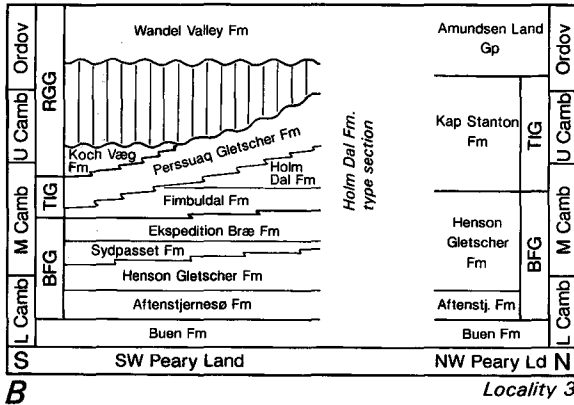 Ordov
U Camb
M Camb
L Camb
RGG
TIG
BFG
Wandel Valley Fm
Koch Væg
Fm
Perssuaq Gletscher Fm
Holm
Dal Fm
Fimbuldal Fm
Ekspedition Bræ Fm
Sydpasset Fm
Henson Gletscher Fm
Aftenstjernesø Fm
Buen Fm
Holm Dal Fm.
type section
Amundsen Land
Gp
Kap Stanton
Fm
Henson
Gletscher
Fm
Aftenstj. Fm
Buen Fm
TIG
BFG
Ordov
U Camb
M Camb
L Camb
S SW Peary Land NW Peary Ld N
B Locality 3